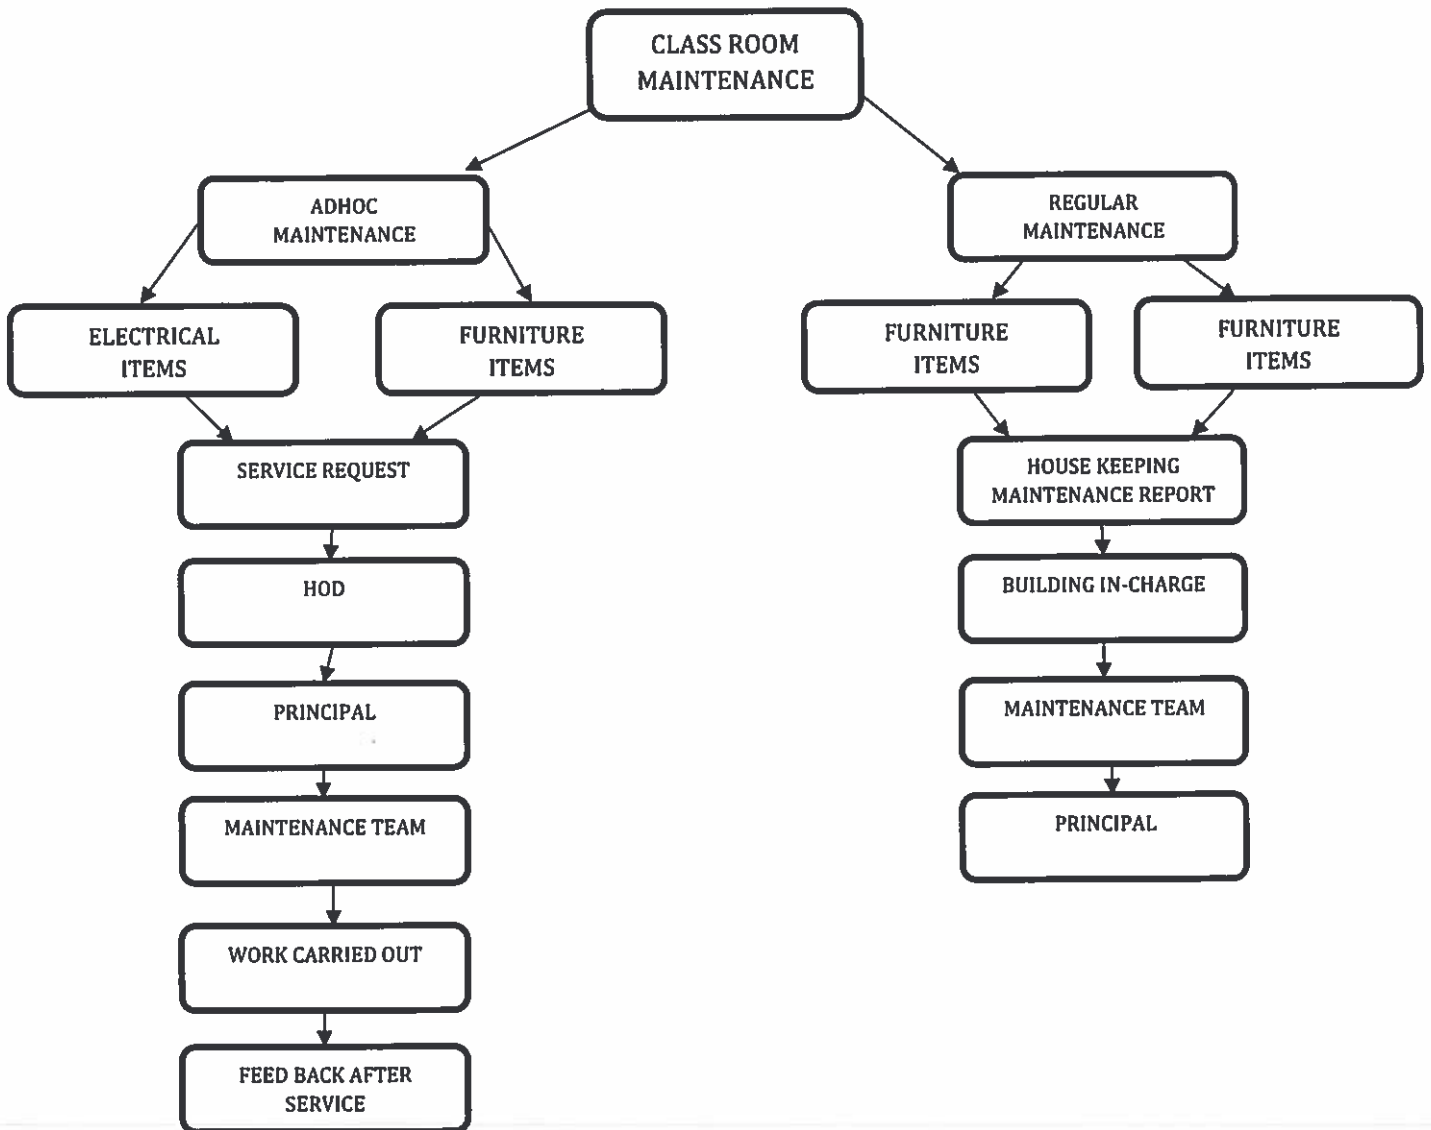 CLASS ROOM
MAINTENANCE
ADHOC
MAINTENANCE
REGULAR
MAINTENANCE
ELECTRICAL
ITEMS
FURNITURE
ITEMS
FURNITURE
ITEMS
FURNITURE
ITEMS
SERVICE REQUEST
HOUSE KEEPING
MAINTENANCE REPORT
HOD
BUILDING IN-CHARGE
PRINCIPAL
MAINTENANCE TEAM
MAINTENANCE TEAM
PRINCIPAL
WORK CARRIED OUT
FEED BACK AFTER
SERVICE